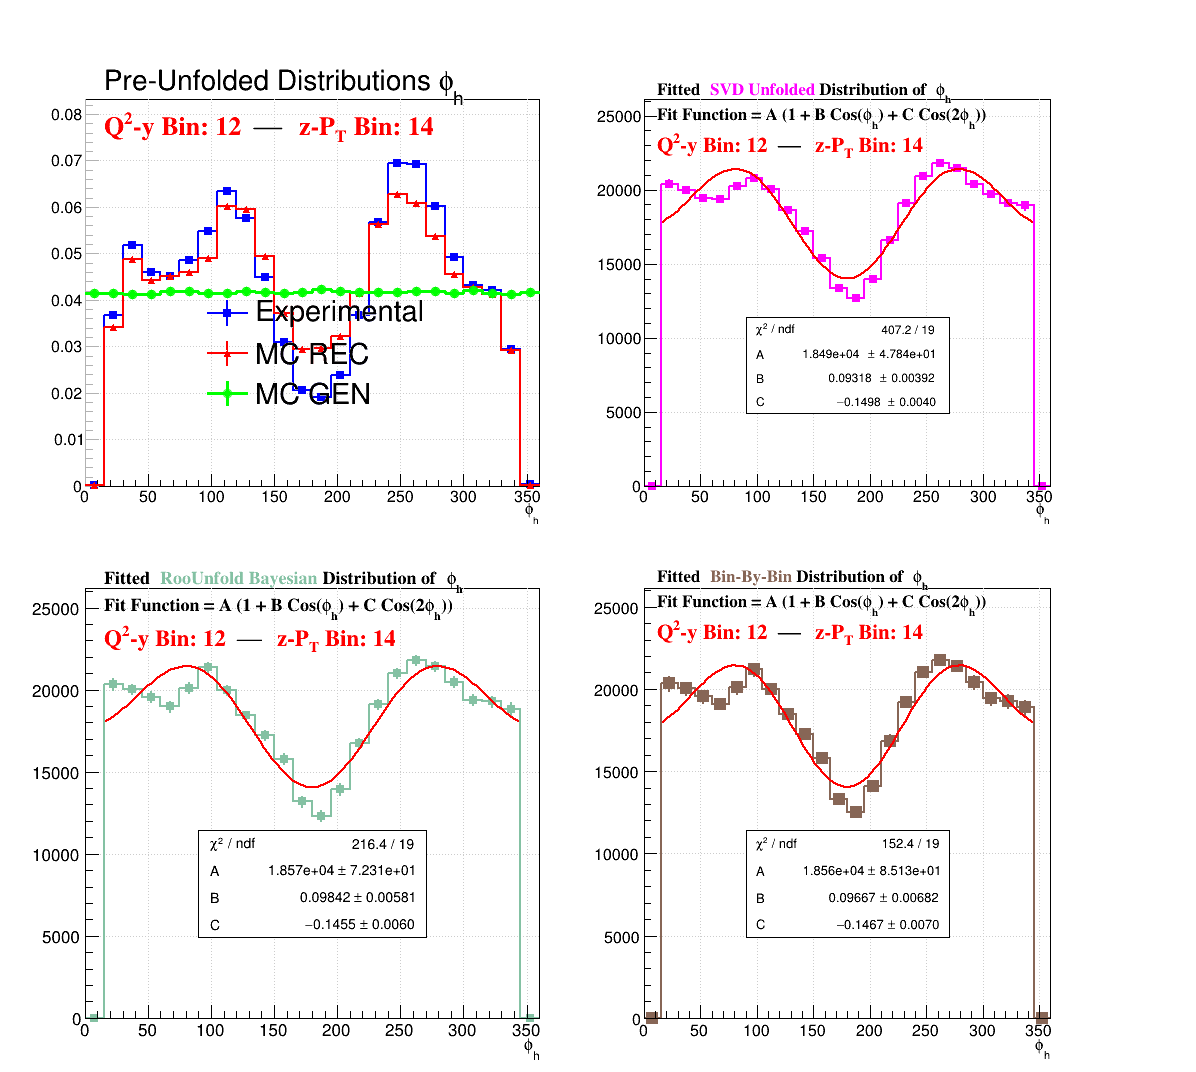 Pre-Unfolded Distributions ϕh
Q2-y Bin: 12 — z-PT Bin: 14
0.08
0.07
0.06
0.05
0.04
0.03
0.02
0.01
0
Experimental
MC REC
MC GEN
0 50 100 150 200 250 300 350
ϕh
Fitted SVD Unfolded Distribution of ϕh
Fit Function = A (1 + B Cos(ϕh) + C Cos(2ϕh))
Q2-y Bin: 12 — z-PT Bin: 14
25000
20000
15000
10000
5000
0
χ2 / ndf 407.2 / 19
A 1.849e+04 ± 4.784e+01
B 0.09318 ± 0.00392
C −0.1498 ± 0.0040
0 50 100 150 200 250 300 350
ϕh
Fitted RooUnfold Bayesian Distribution of ϕh
Fit Function = A (1 + B Cos(ϕh) + C Cos(2ϕh))
Q2-y Bin: 12 — z-PT Bin: 14
25000
20000
15000
10000
5000
0
χ2 / ndf 216.4 / 19
A 1.857e+04 ± 7.231e+01
B 0.09842 ± 0.00581
C −0.1455 ± 0.0060
0 50 100 150 200 250 300 350
ϕh
Fitted Bin-By-Bin Distribution of ϕh
Fit Function = A (1 + B Cos(ϕh) + C Cos(2ϕh))
Q2-y Bin: 12 — z-PT Bin: 14
25000
20000
15000
10000
5000
0
χ2 / ndf 152.4 / 19
A 1.856e+04 ± 8.513e+01
B 0.09667 ± 0.00682
C −0.1467 ± 0.0070
0 50 100 150 200 250 300 350
ϕh